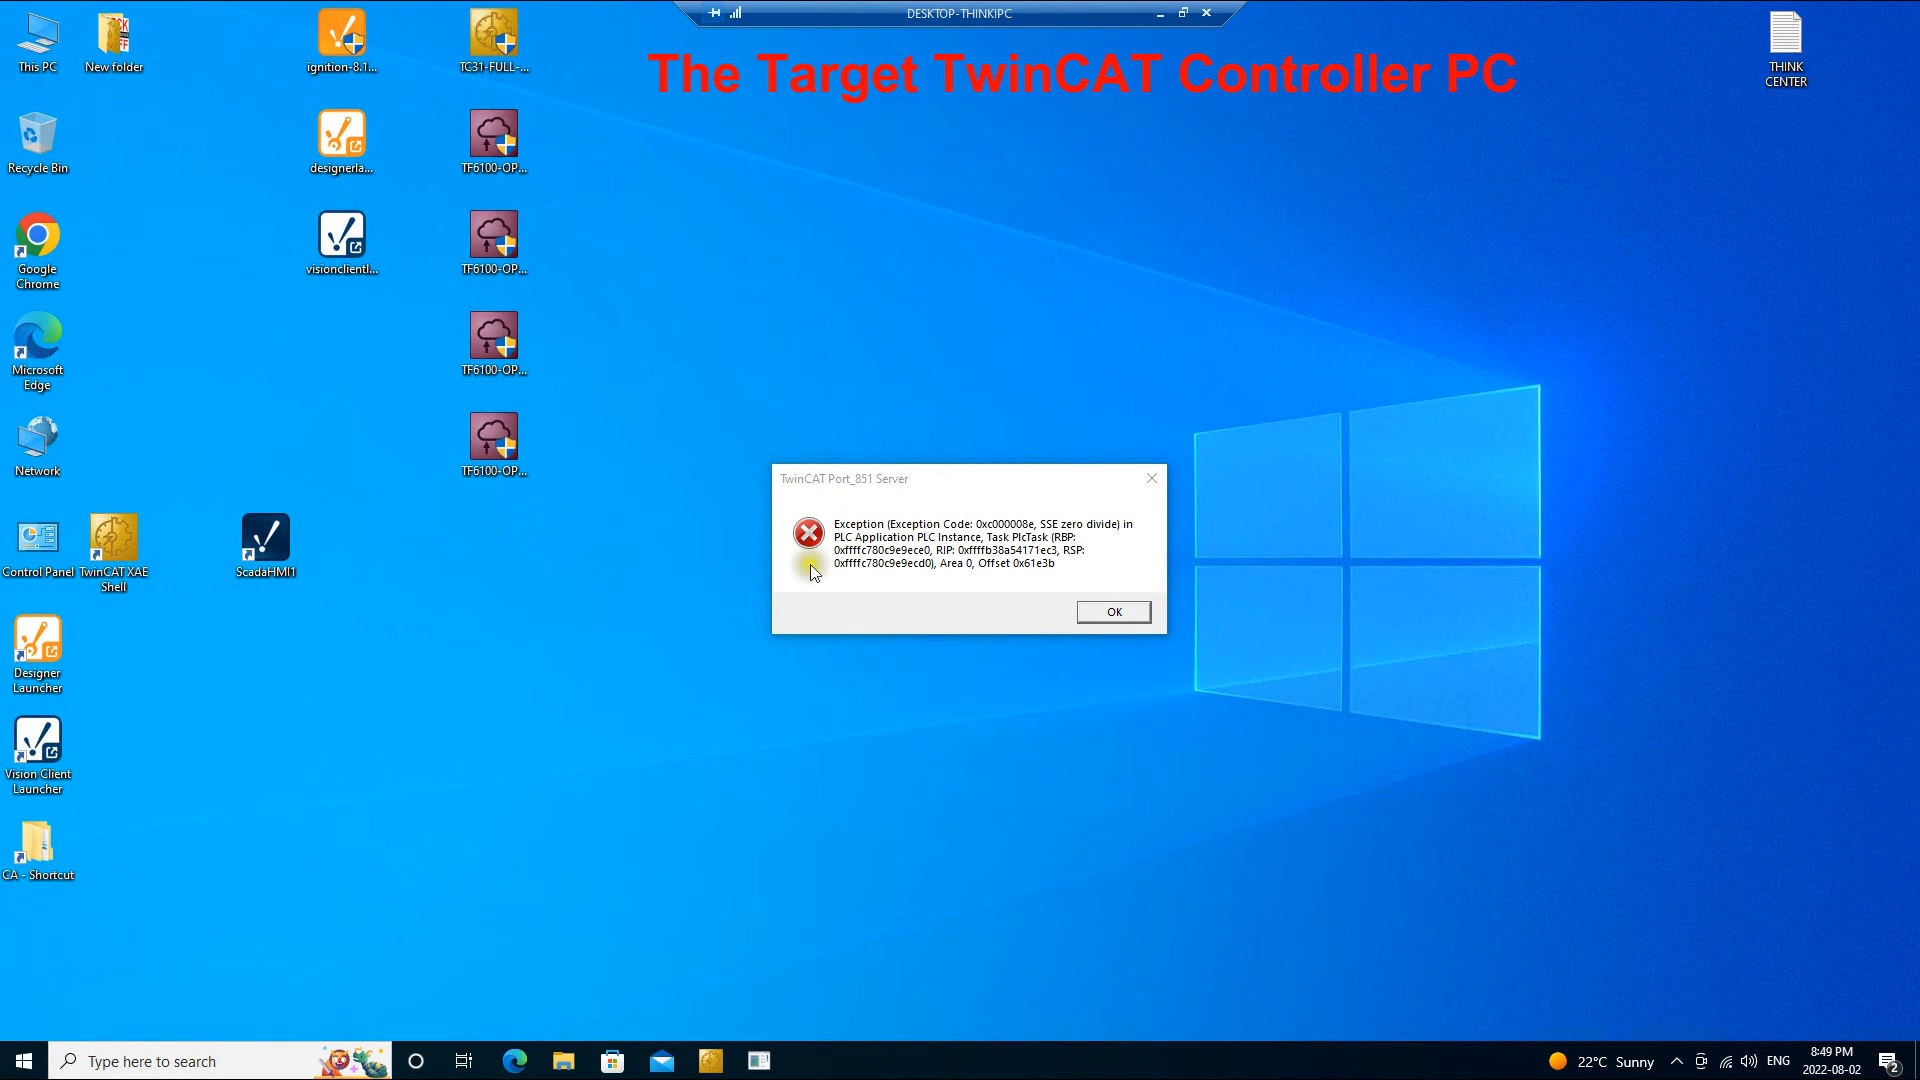 DESKTOP-THINKIPC
The Target TwinCAT Controller PC
This PC
New folder
ignition-8.1...
TC31-FULL-...
THINK
CENTER
Recycle Bin
designerla...
TF6100-OP...
Google
Chrome
visionclientl...
TF6100-OP...
Microsoft
Edge
TF6100-OP...
Network
TF6100-OP...
TwinCAT Port_851 Server
Exception (Exception Code: 0xc000008e, SSE zero divide) in
PLC Application PLC Instance, Task PlcTask (RBP:
0xffffc780c9e9ece0, RIP: 0xffffb38a54171ec3, RSP:
0xffffc780c9e9ecd0), Area 0, Offset 0x61e3b
OK
Control Panel
TwinCAT XAE
Shell
ScadaHMI1
Designer
Launcher
Vision Client
Launcher
CA - Shortcut
Type here to search
22°C Sunny
ENG
8:49 PM
2022-08-02
2